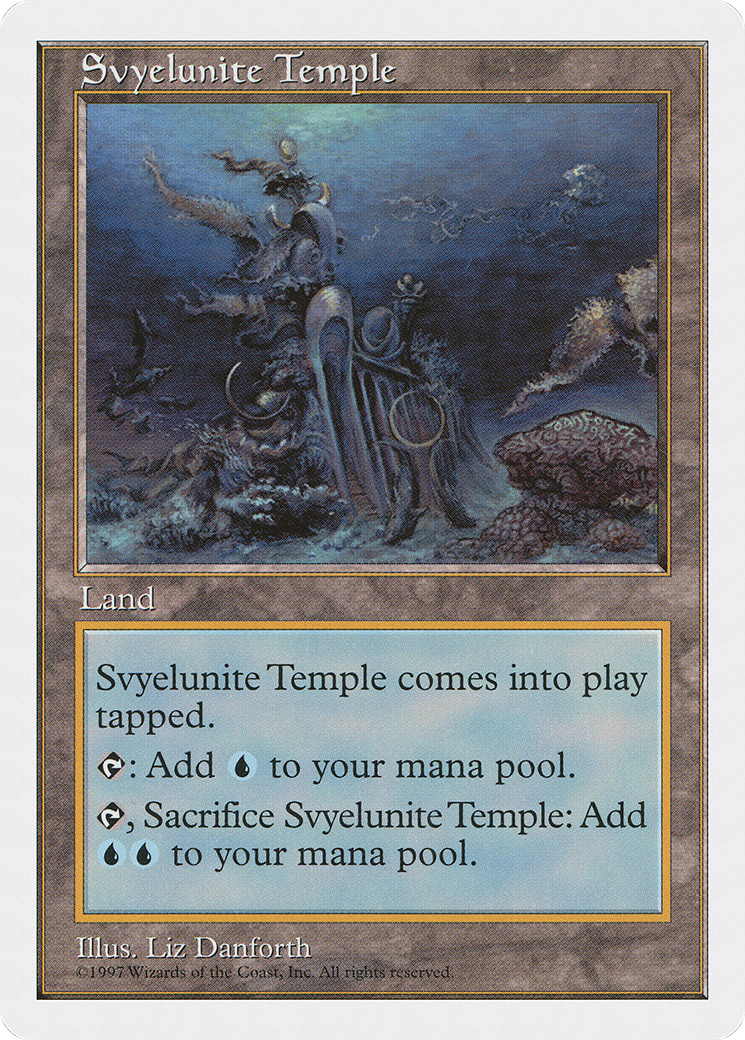 Svyelunite Temple
DANFORTH
Land
Svyelunite Temple comes into play
tapped.
: Add to your mana pool.
, Sacrifice Svyelunite Temple: Add
to your mana pool.
Illus. Liz Danforth
©1997 Wizards of the Coast, Inc. All rights reserved.